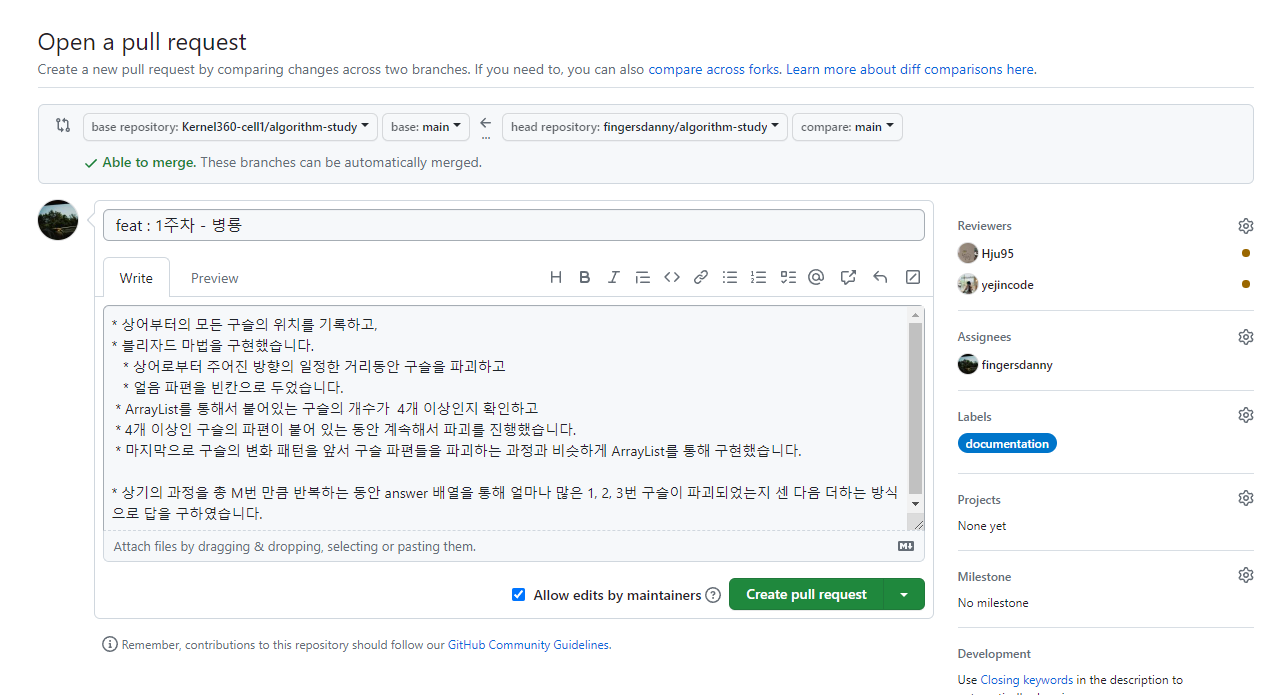 Open a pull request
Create a new pull request by comparing changes across two branches. If you need to, you can also compare across forks. Learn more about diff comparisons here.
base repository: Kernel360-cell1/algorithm-study
base: main
head repository: fingersdanny/algorithm-study
compare: main
Able to merge. These branches can be automatically merged.
feat : 1주차 - 병룡
Write
Preview
* 상어부터의 모든 구슬의 위치를 기록하고,
* 블리자드 마법을 구현했습니다.
* 상어로부터 주어진 방향의 일정한 거리동안 구슬을 파괴하고
* 얼음 파편을 빈칸으로 두었습니다.
* ArrayList를 통해서 붙어있는 구슬의 개수가 4개 이상인지 확인하고
* 4개 이상인 구슬의 파편이 붙어 있는 동안 계속해서 파괴를 진행했습니다.
* 마지막으로 구슬의 변화 패턴을 앞서 구슬 파편들을 파괴하는 과정과 비슷하게 ArrayList를 통해 구현했습니다.
* 상기의 과정을 총 M번 만큼 반복하는 동안 answer 배열을 통해 얼마나 많은 1, 2, 3번 구슬이 파괴되었는지 센 다음 더하는 방식
으로 답을 구하였습니다.
Attach files by dragging & dropping, selecting or pasting them.
Allow edits by maintainers
Create pull request
Remember, contributions to this repository should follow our GitHub Community Guidelines.
Reviewers
Hju95
yejincode
Assignees
fingersdanny
Labels
documentation
Projects
None yet
Milestone
No milestone
Development
Use Closing keywords in the description to